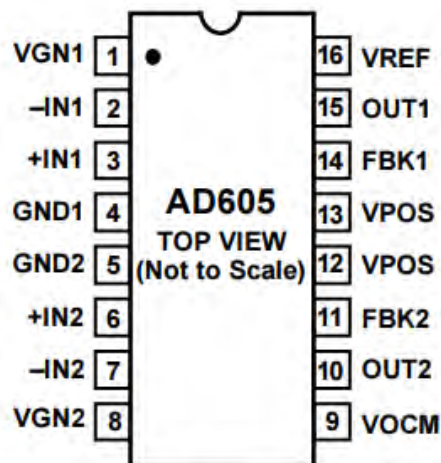 VGN1 1 16 VREF
–IN1 2 15 OUT1
+IN1 3 14 FBK1
GND1 4 AD605 13 VPOS
TOP VIEW
GND2 5 (Not to Scale) 12 VPOS
+IN2 6 11 FBK2
–IN2 7 10 OUT2
VGN2 8 9 VOCM